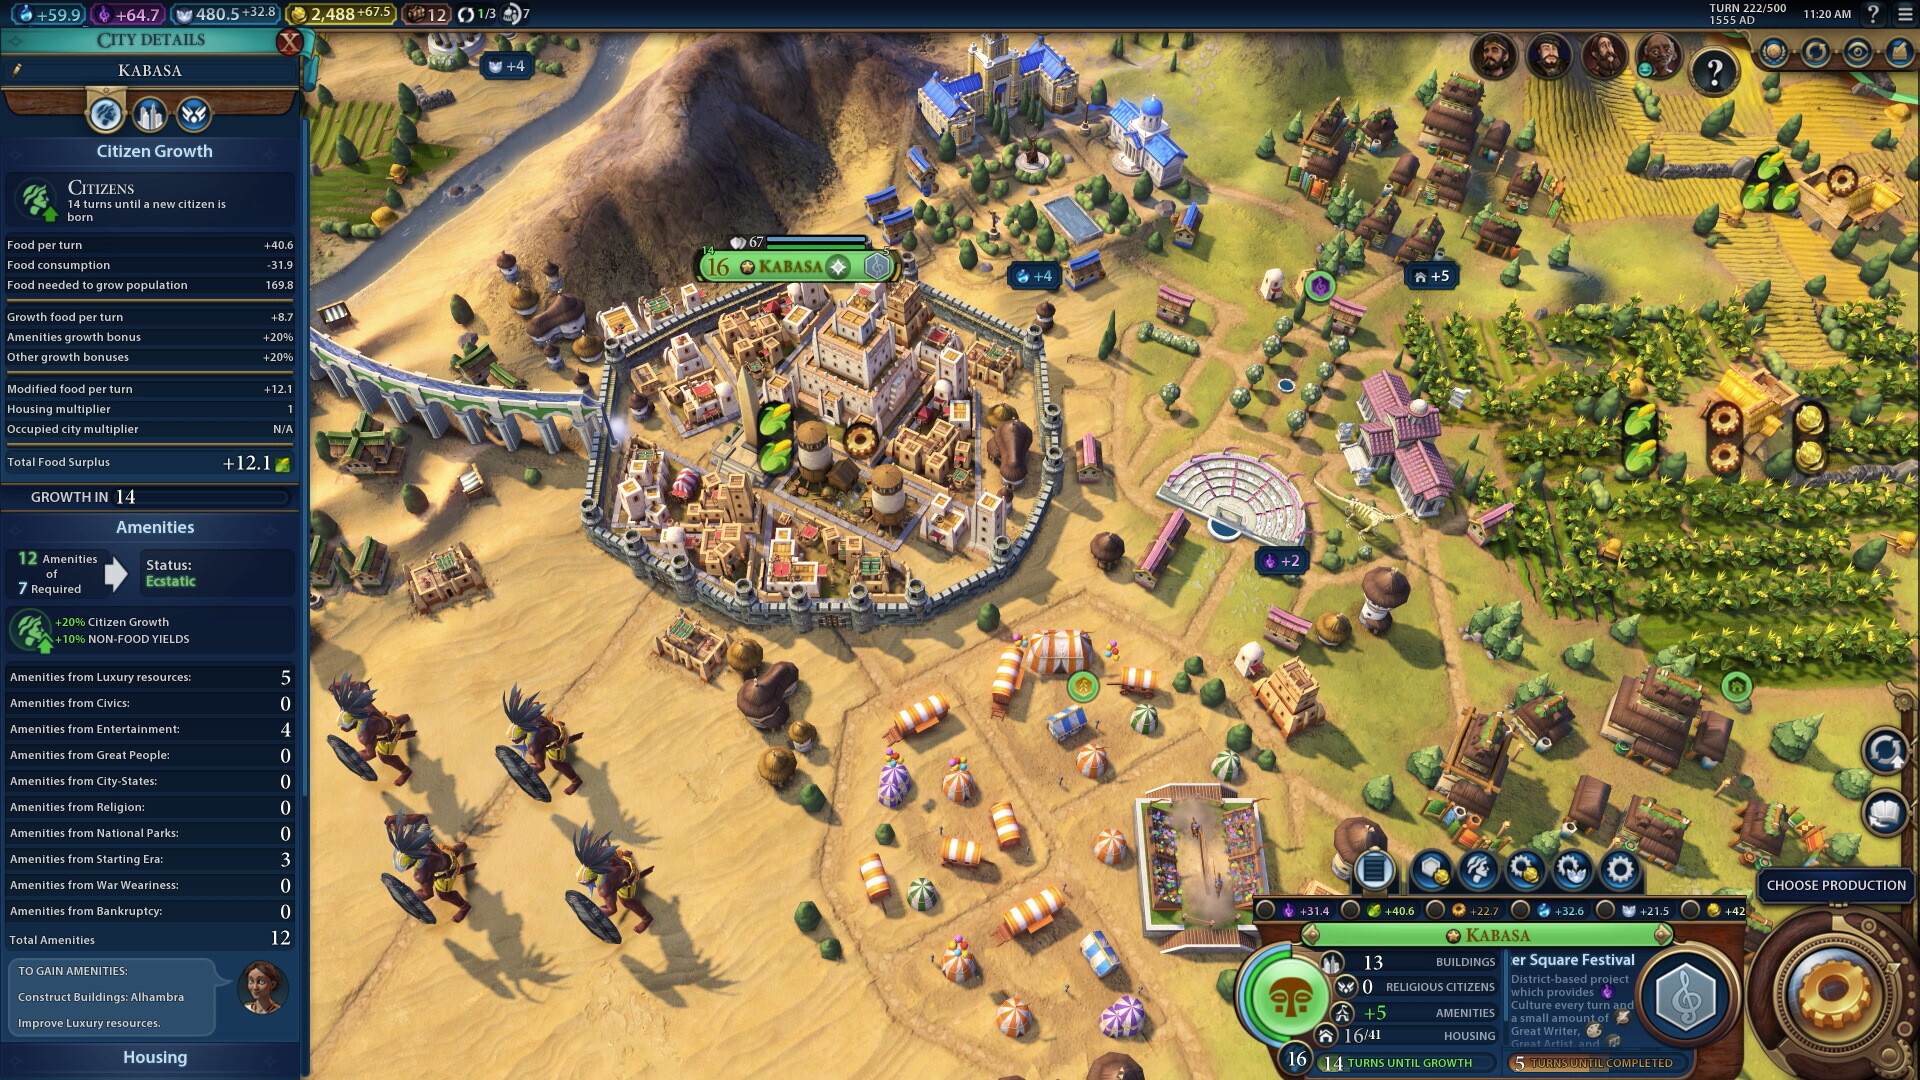 +59.9 +64.7 480.5 +32.8 2,488 +67.5 12 1/3 7
TURN 222/500
1555 AD
11:20 AM ?
CITY DETAILS X
KABASA
Citizen Growth
CITIZENS
14 turns until a new citizen is
born
Food per turn +40.6
Food consumption -31.9
Food needed to grow population 169.8
Growth food per turn +8.7
Amenities growth bonus +20%
Other growth bonuses +20%
Modified food per turn +12.1
Housing multiplier 1
Occupied city multiplier N/A
Total Food Surplus +12.1
GROWTH IN 14
Amenities
12 Amenities
of
7 Required
Status:
Ecstatic
+20% Citizen Growth
+10% NON-FOOD YIELDS
Amenities from Luxury resources: 5
Amenities from Civics: 0
Amenities from Entertainment: 4
Amenities from Great People: 0
Amenities from City-States: 0
Amenities from Religion: 0
Amenities from National Parks: 0
Amenities from Starting Era: 3
Amenities from War Weariness: 0
Amenities from Bankruptcy: 0
Total Amenities 12
TO GAIN AMENITIES:
Construct Buildings: Alhambra
Improve Luxury resources.
Housing
+4
?
67
14 16 KABASA 5
+4
+5
+2
CHOOSE PRODUCTION
+31.4 +40.6 +22.7 +32.6 +21.5 +42
KABASA
13 BUILDINGS
0 RELIGIOUS CITIZENS
+5 AMENITIES
16/41 HOUSING
16 14 TURNS UNTIL GROWTH
er Square Festival
District-based project
which provides
Culture every turn and
a small amount of
Great Writer,
Great Artist, and
5 TURNS UNTIL COMPLETED